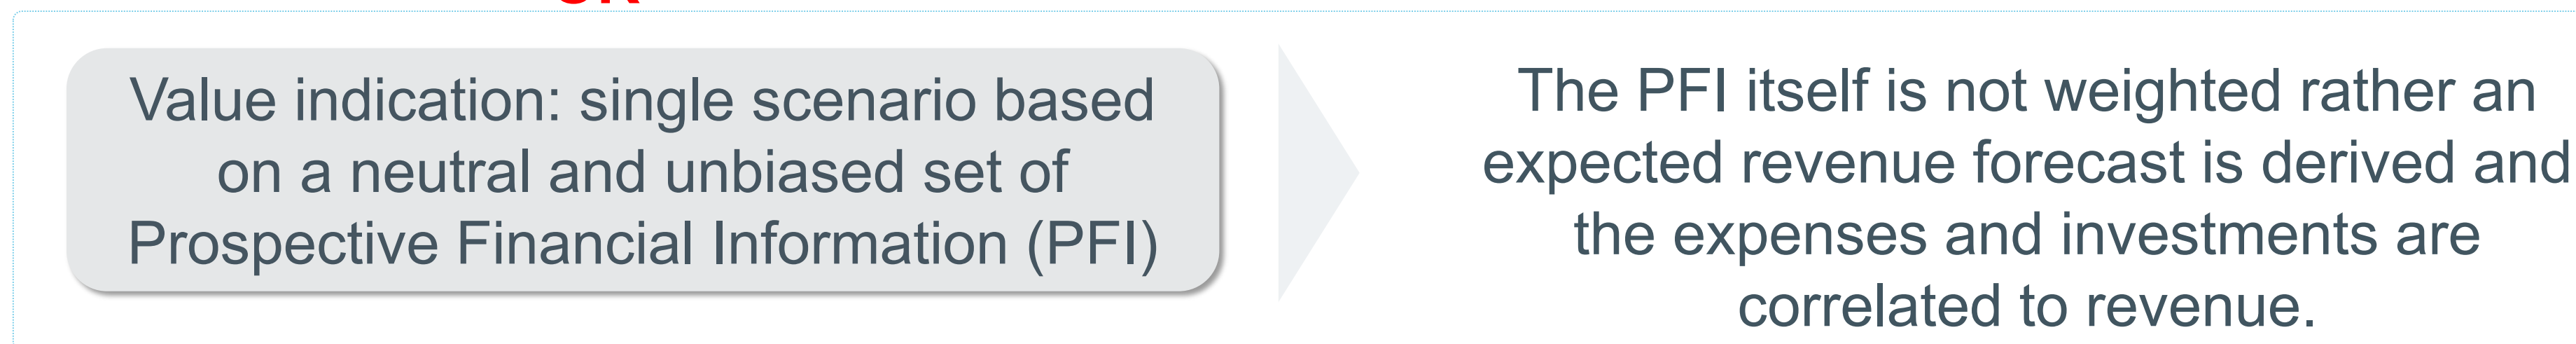 OR
Value indication: single scenario based
on a neutral and unbiased set of
Prospective Financial Information (PFI)
The PFI itself is not weighted rather an
expected revenue forecast is derived and
the expenses and investments are
correlated to revenue.